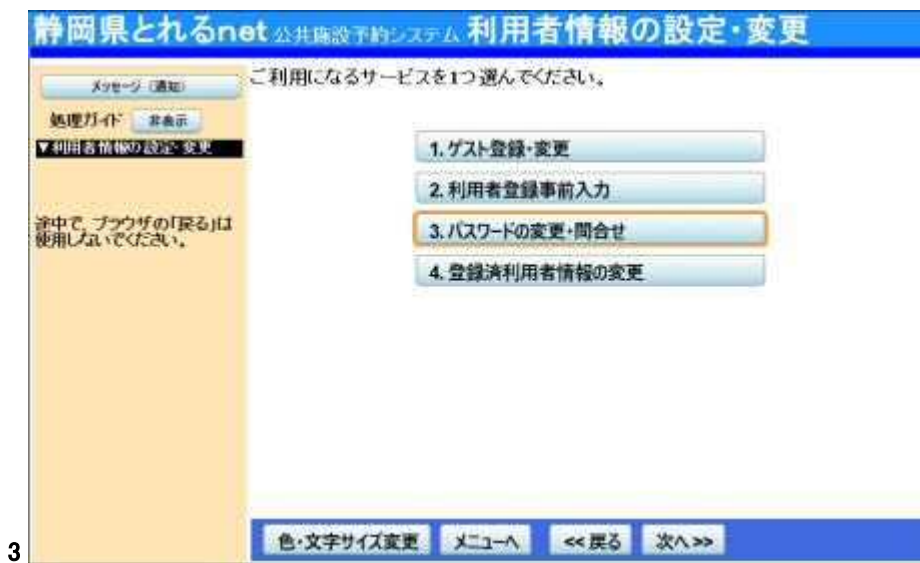 静岡県とれるnet 公共施設予約システム 利用者情報の設定・変更
メッセージ（通知）
処理ガイド 非表示
▼利用者情報の設定・変更
途中で、ブラウザの「戻る」は
使用しないでください。
ご利用になるサービスを1つ選んでください。
1. ゲスト登録・変更
2. 利用者登録事前入力
3. パスワードの変更・問合せ
4. 登録済利用者情報の変更
色・文字サイズ変更 メニューへ <<戻る 次へ>>
3